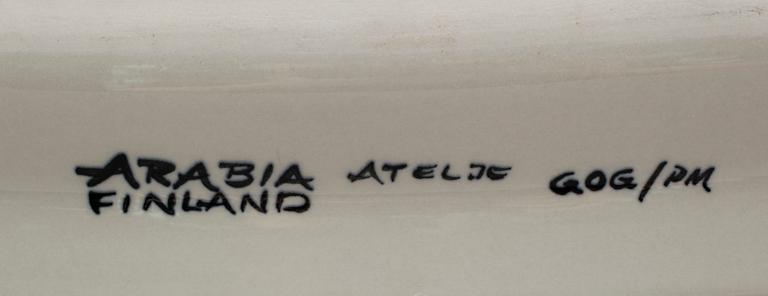 ARABIA ATELJE GOG/PM
FINLAND